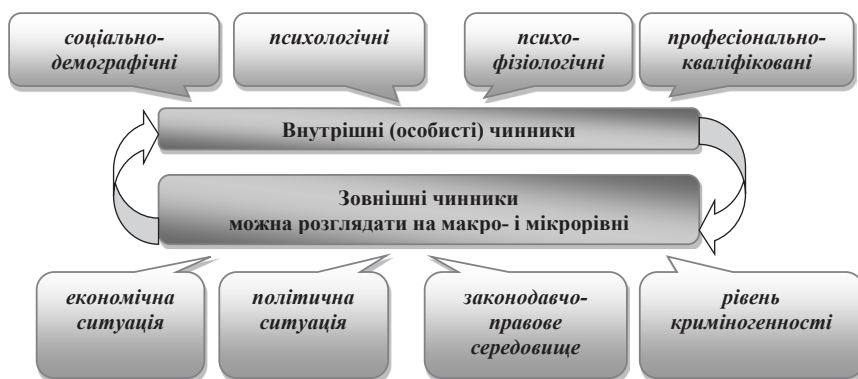 соціально-
демографічні
психологічні
психо-
фізіологічні
професіонально-
кваліфіковані
Внутрішні (особисті) чинники
Зовнішні чинники
можна розглядати на макро- і мікрорівні
економічна
ситуація
політична
ситуація
законодавчо-
правове
середовище
рівень
криміногенності